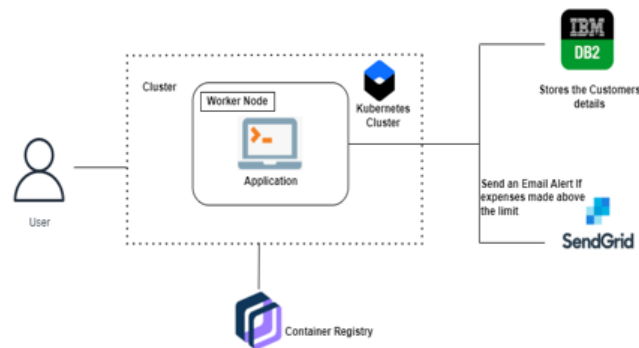 IBM
DB2
Stores the Customers
details
Cluster
Worker Node
Kubernetes
Cluster
Application
User
Send an Email Alert If
expenses made above
the limit
SendGrid
Container Registry